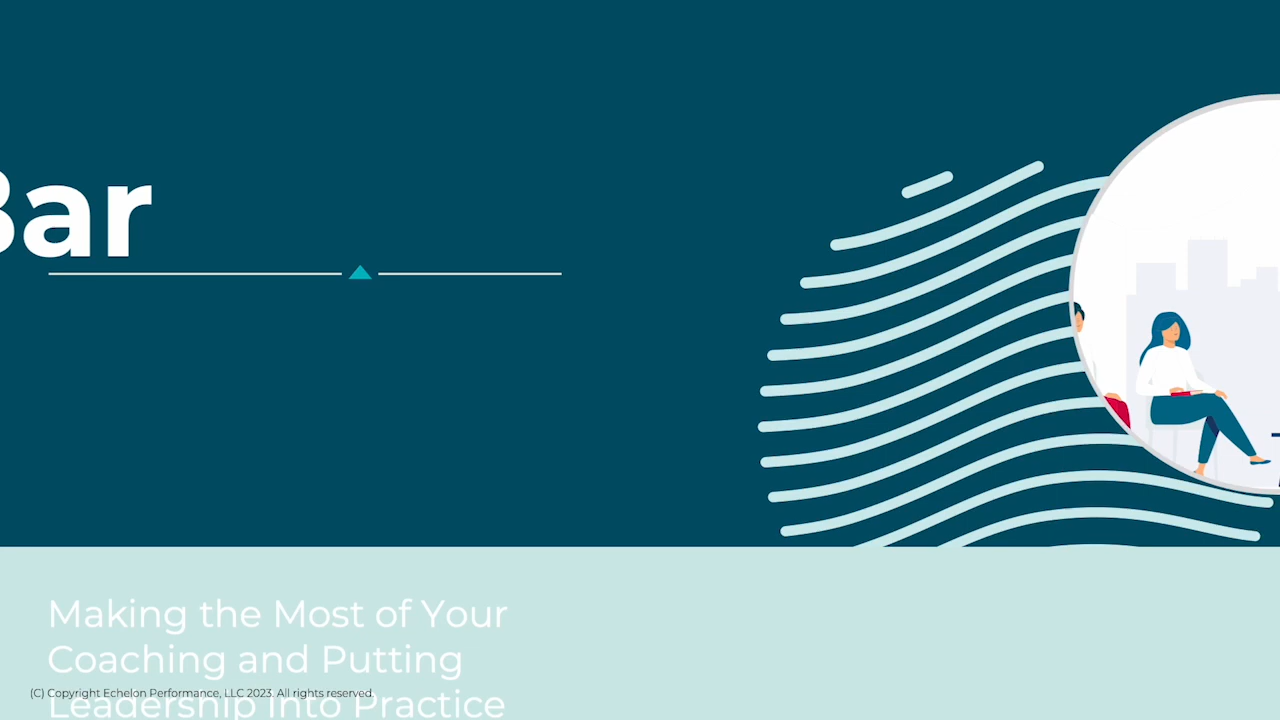 Bar
Making the Most of Your
Coaching and Putting
(C) Copyright Echelon Performance, LLC 2023. All rights reserved.
Leadership Into Practice